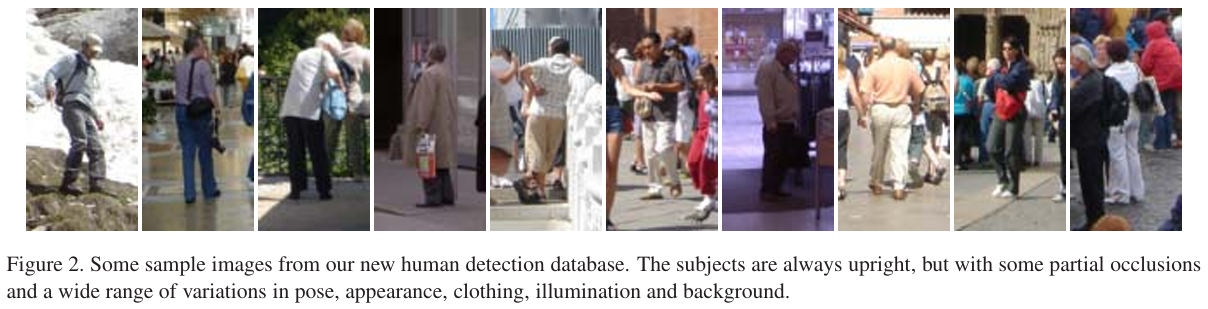 Figure 2. Some sample images from our new human detection database. The subjects are always upright, but with some partial occlusions
and a wide range of variations in pose, appearance, clothing, illumination and background.